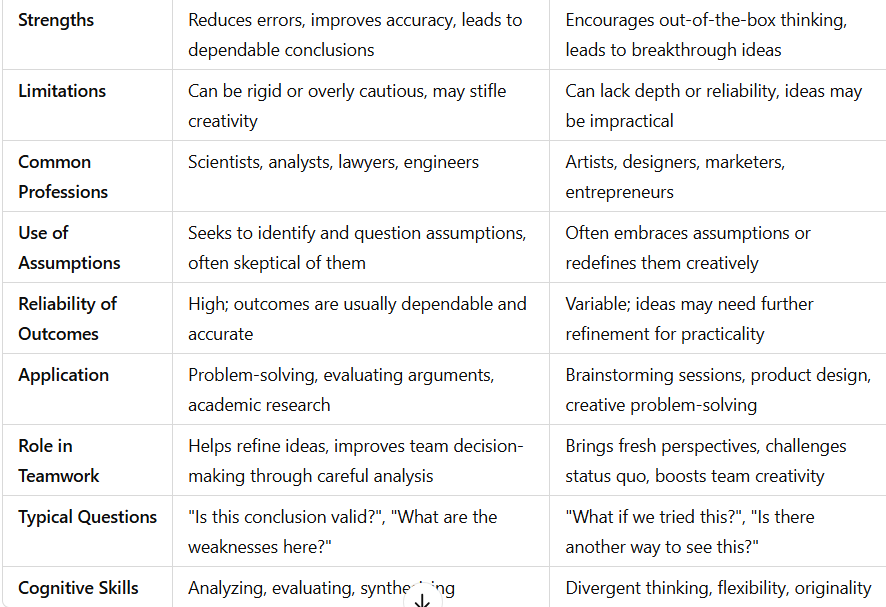 Strengths
Reduces errors, improves accuracy, leads to
dependable conclusions
Encourages out-of-the-box thinking,
leads to breakthrough ideas
Limitations
Can be rigid or overly cautious, may stifle
creativity
Can lack depth or reliability, ideas may
be impractical
Common
Professions
Scientists, analysts, lawyers, engineers
Artists, designers, marketers,
entrepreneurs
Use of
Assumptions
Seeks to identify and question assumptions,
often skeptical of them
Often embraces assumptions or
redefines them creatively
Reliability of
Outcomes
High; outcomes are usually dependable and
accurate
Variable; ideas may need further
refinement for practicality
Application
Problem-solving, evaluating arguments,
academic research
Brainstorming sessions, product design,
creative problem-solving
Role in
Teamwork
Helps refine ideas, improves team decision-
making through careful analysis
Brings fresh perspectives, challenges
status quo, boosts team creativity
Typical Questions
"Is this conclusion valid?", "What are the
weaknesses here?"
"What if we tried this?", "Is there
another way to see this?"
Cognitive Skills
Analyzing, evaluating,
Divergent thinking, flexibility, originality